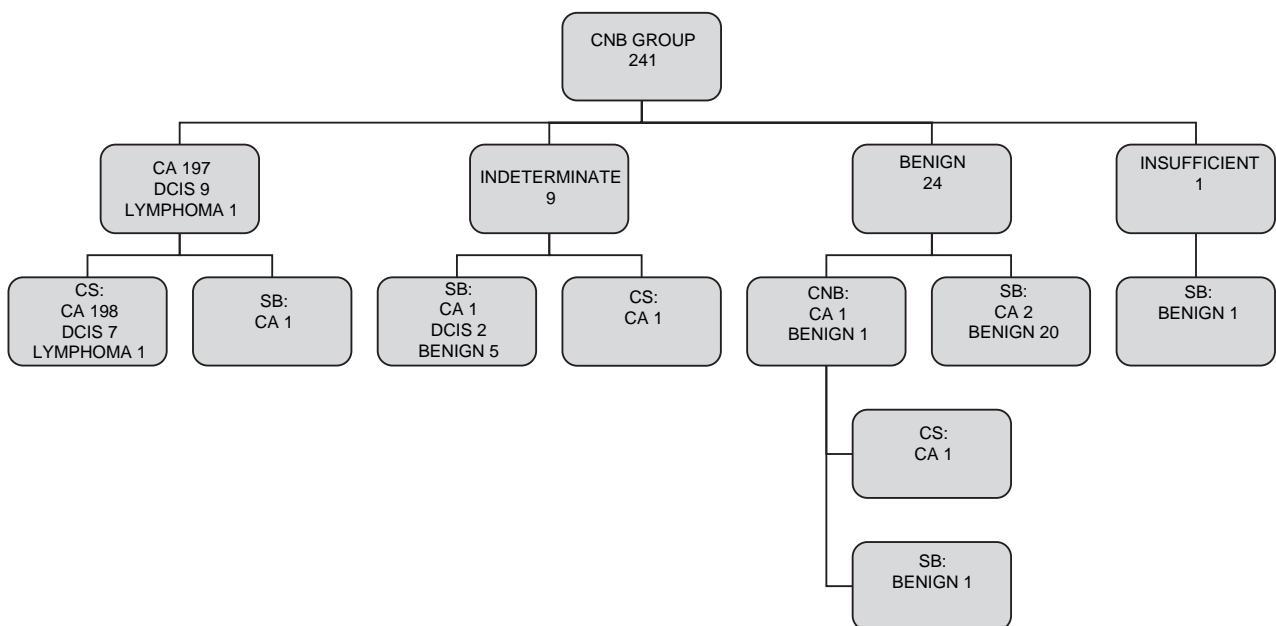 CNB GROUP
241
CA 197
DCIS 9
LYMPHOMA 1
INDETERMINATE
9
BENIGN
24
INSUFFICIENT
1
CS:
CA 198
DCIS 7
LYMPHOMA 1
SB:
CA 1
SB:
CA 1
DCIS 2
BENIGN 5
CS:
CA 1
CNB:
CA 1
BENIGN 1
SB:
CA 2
BENIGN 20
SB:
BENIGN 1
CS:
CA 1
SB:
BENIGN 1